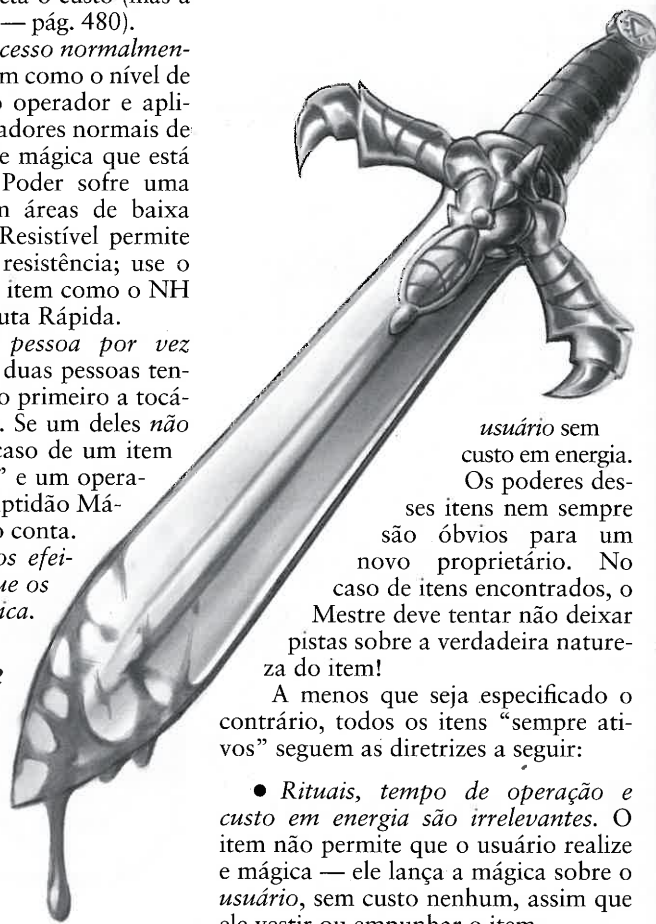 — pág. 480).
cesso normalmen-
m como o nível de
operador e apli-
adores normais de
e mágica que está
Poder sofre uma
áreas de baixa
Resistível permite
resistência; use o
item como o NH
uta Rápida.
pessoa por vez
duas pessoas ten-
o primeiro a tocá-
. Se um deles não
caso de um item
” e um opera-
ptidão Má-
o conta.
os efei-
ue os
ica.
usuário sem
custo em energia.
Os poderes des-
ses itens nem sempre
são óbvios para um
novo proprietário. No
caso de itens encontrados, o
Mestre deve tentar não deixar
pistas sobre a verdadeira nature-
za do item!
A menos que seja especificado o
contrário, todos os itens “sempre ati-
vos” seguem as diretrizes a seguir:
● Rituais, tempo de operação e
custo em energia são irrelevantes. O
item não permite que o usuário realize
e mágica — ele lança a mágica sobre o
usuário, sem custo nenhum, assim que
ele vestir ou empunhar o item